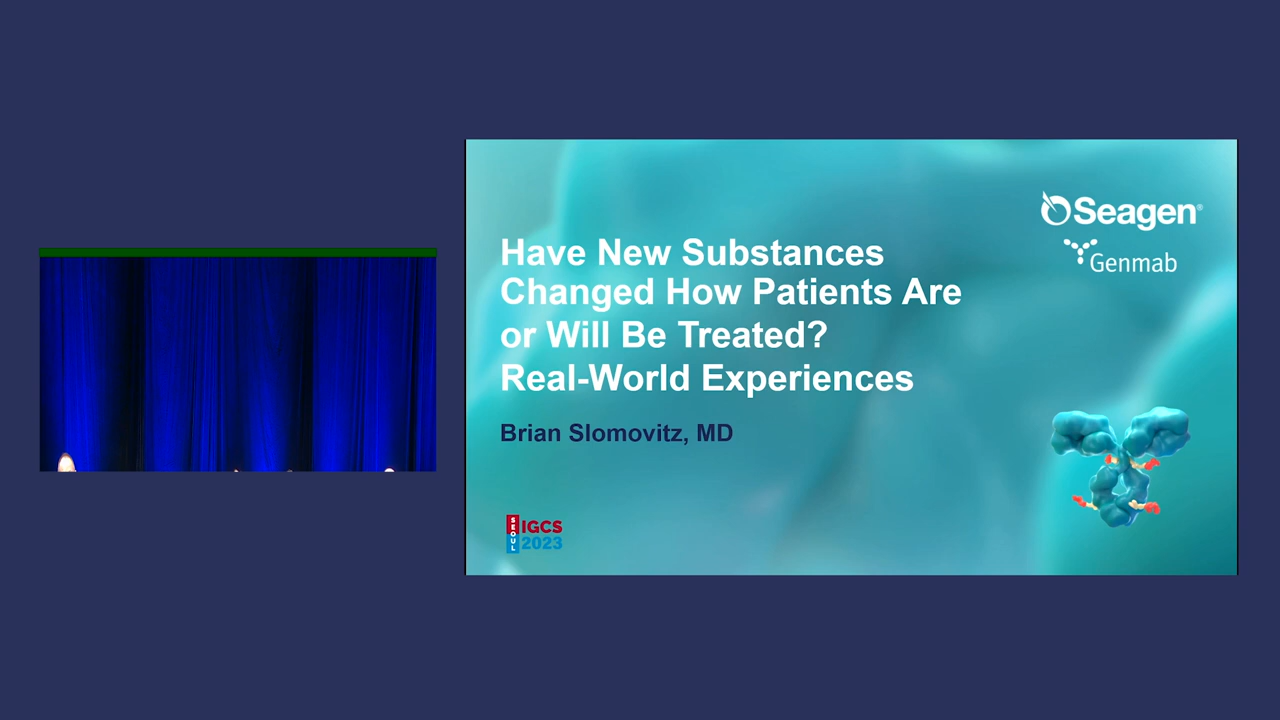 Seagen®
Genmab
Have New Substances
Changed How Patients Are
or Will Be Treated?
Real-World Experiences
Brian Slomovitz, MD
SEOUL
IGCS
2023